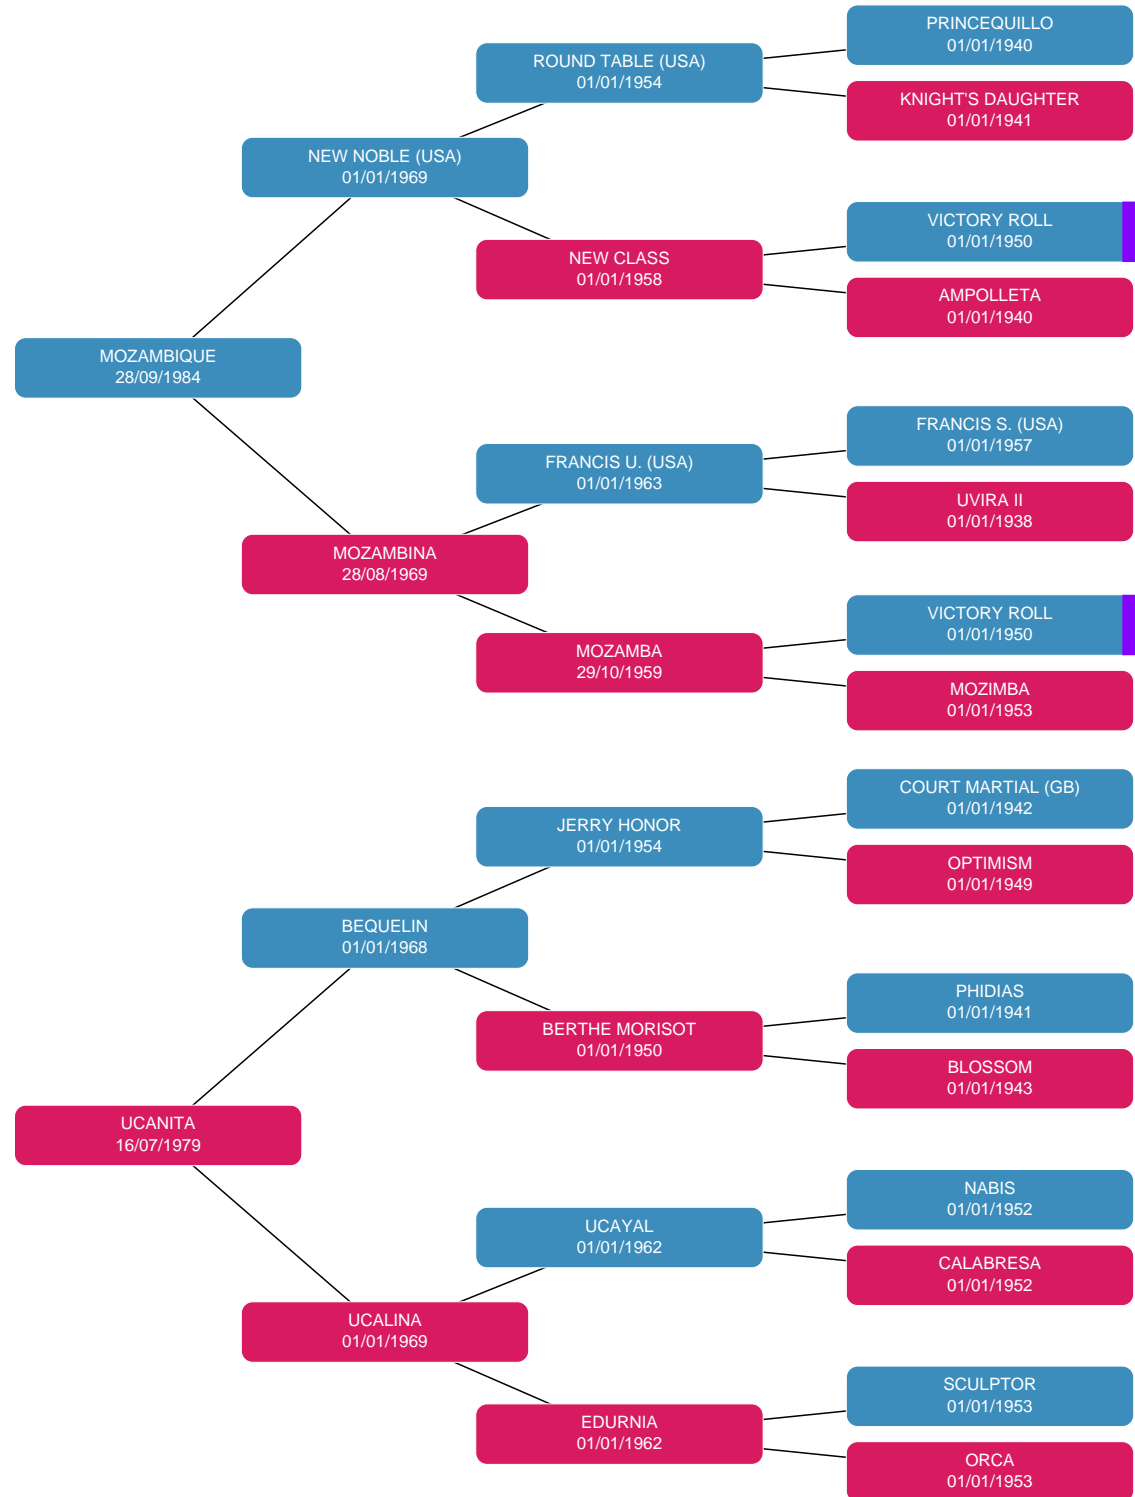 PRINCEQUILLO
01/01/1940
ROUND TABLE (USA)
01/01/1954
KNIGHT'S DAUGHTER
01/01/1941
NEW NOBLE (USA)
01/01/1969
VICTORY ROLL
01/01/1950
NEW CLASS
01/01/1958
AMPOLLETA
01/01/1940
MOZAMBIQUE
28/09/1984
FRANCIS S. (USA)
01/01/1957
FRANCIS U. (USA)
01/01/1963
UVIRA II
01/01/1938
MOZAMBINA
28/08/1969
VICTORY ROLL
01/01/1950
MOZAMBA
29/10/1959
MOZIMBA
01/01/1953
COURT MARTIAL (GB)
01/01/1942
JERRY HONOR
01/01/1954
OPTIMISM
01/01/1949
BEQUELIN
01/01/1968
PHIDIAS
01/01/1941
BERTHE MORISOT
01/01/1950
BLOSSOM
01/01/1943
UCANITA
16/07/1979
NABIS
01/01/1952
UCAYAL
01/01/1962
CALABRESA
01/01/1952
UCALINA
01/01/1969
SCULPTOR
01/01/1953
EDURNIA
01/01/1962
ORCA
01/01/1953